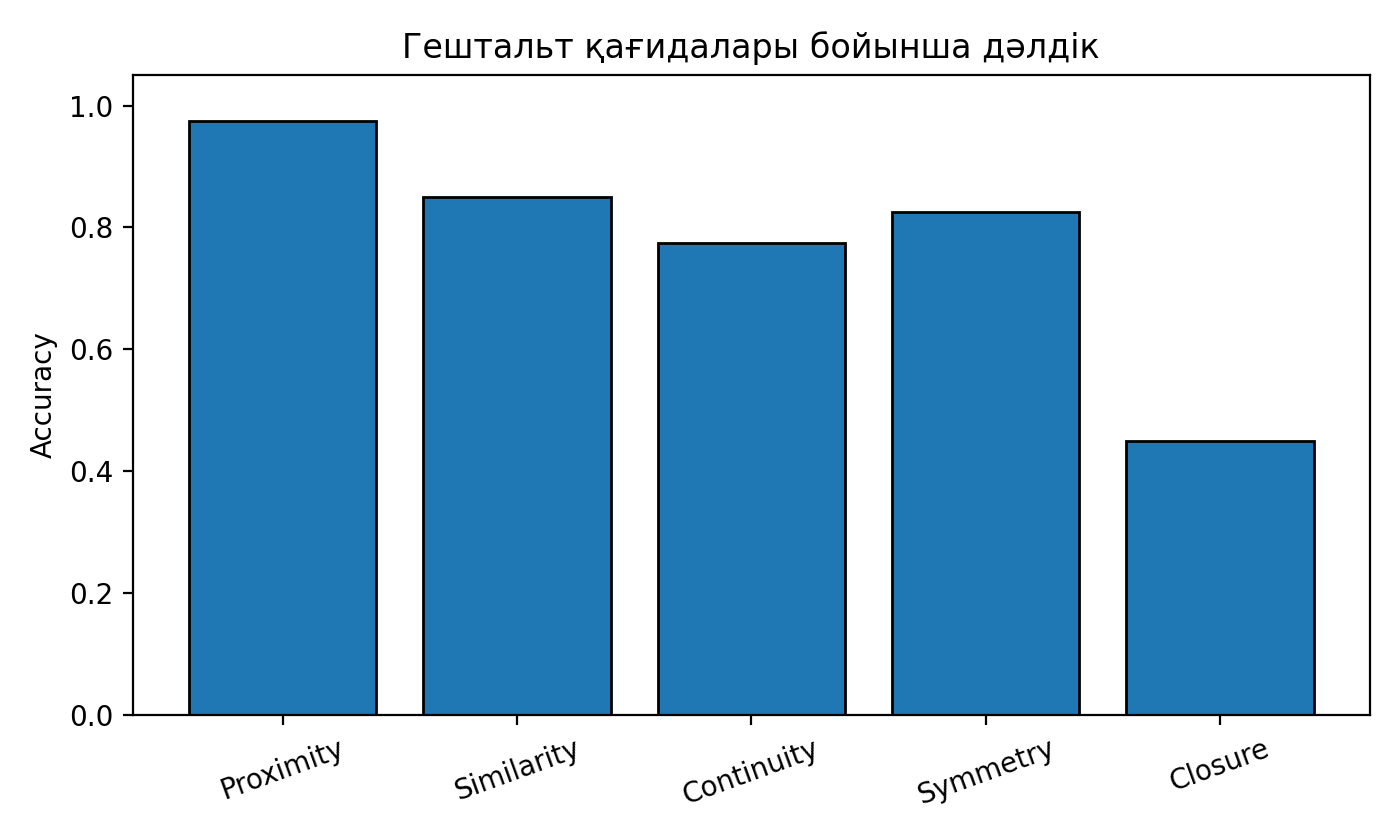 Гештальт қағидалары бойынша дәлдік
Accuracy
1.0
0.8
0.6
0.4
0.2
0.0
Proximity
Similarity
Continuity
Symmetry
Closure